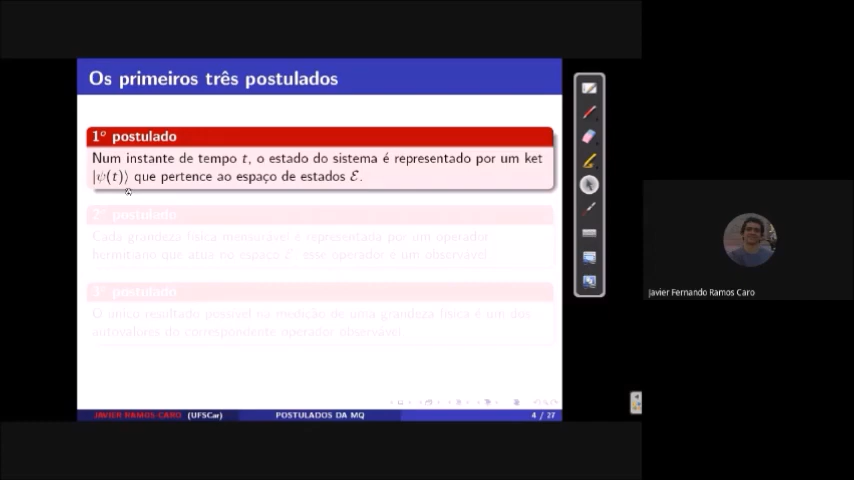 Os primeiros três postulados
1º postulado
Num instante de tempo t, o estado do sistema é representado por um ket
|ψ(t)⟩ que pertence ao espaço de estados ℰ.
2º postulado
Cada grandeza física mensurável é representada por um operador
hermitiano que atua no espaço ℰ esse operador é um observável
3º postulado
O único resultado possível na medição de uma grandeza física é um dos
autovalores do correspondente operador observável
JAVIER RAMOS CARO (UFSCar)
POSTULADOS DA MQ
4 / 27
Javier Fernando Ramos Caro